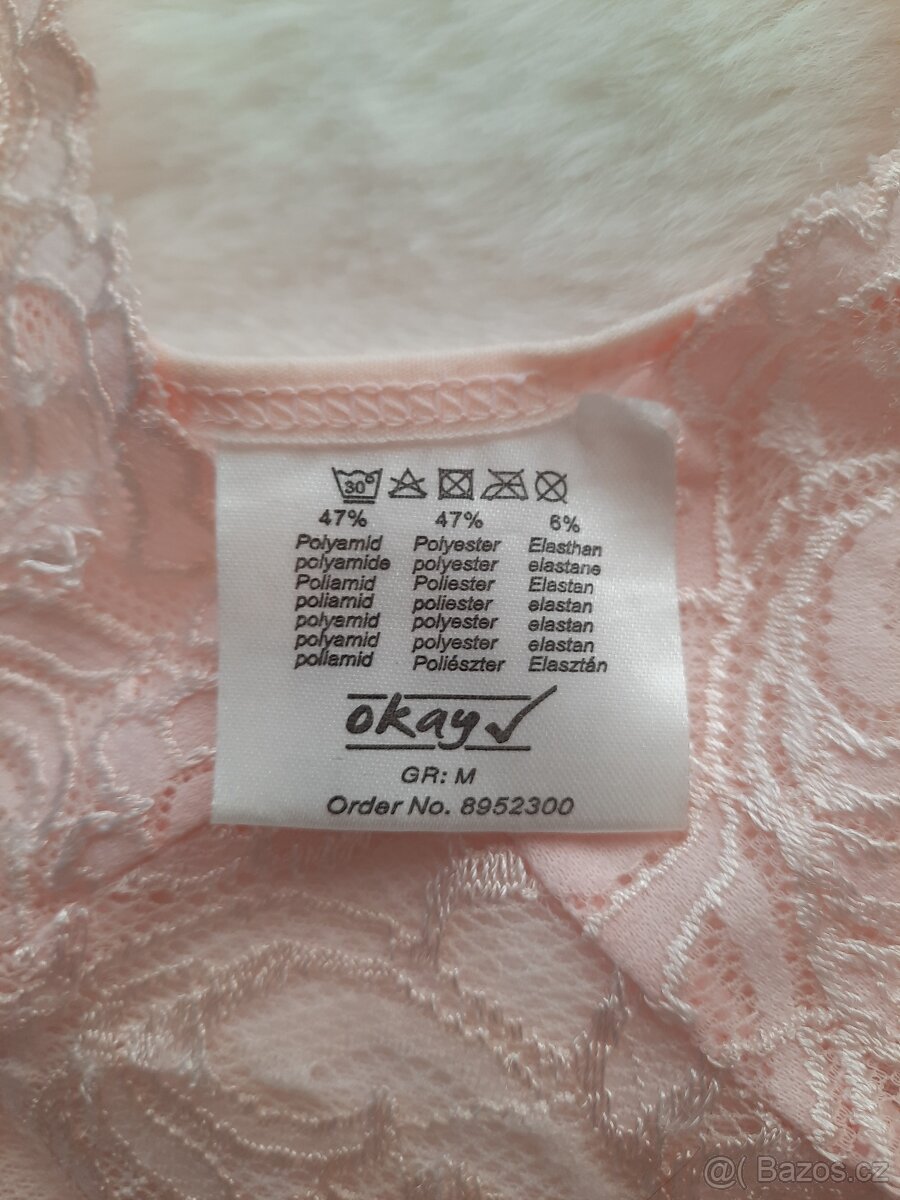 30°
47% 47% 6%
Polyamid Polyester Elasthan
polyamide polyester elastane
Poliamid Poliester Elastan
poliamid poliester elastan
polyamid polyester elastan
polyamid polyester elastan
poliamid Poliészter Elasztán
okay
GR: M
Order No. 8952300
@( Bazos.cz